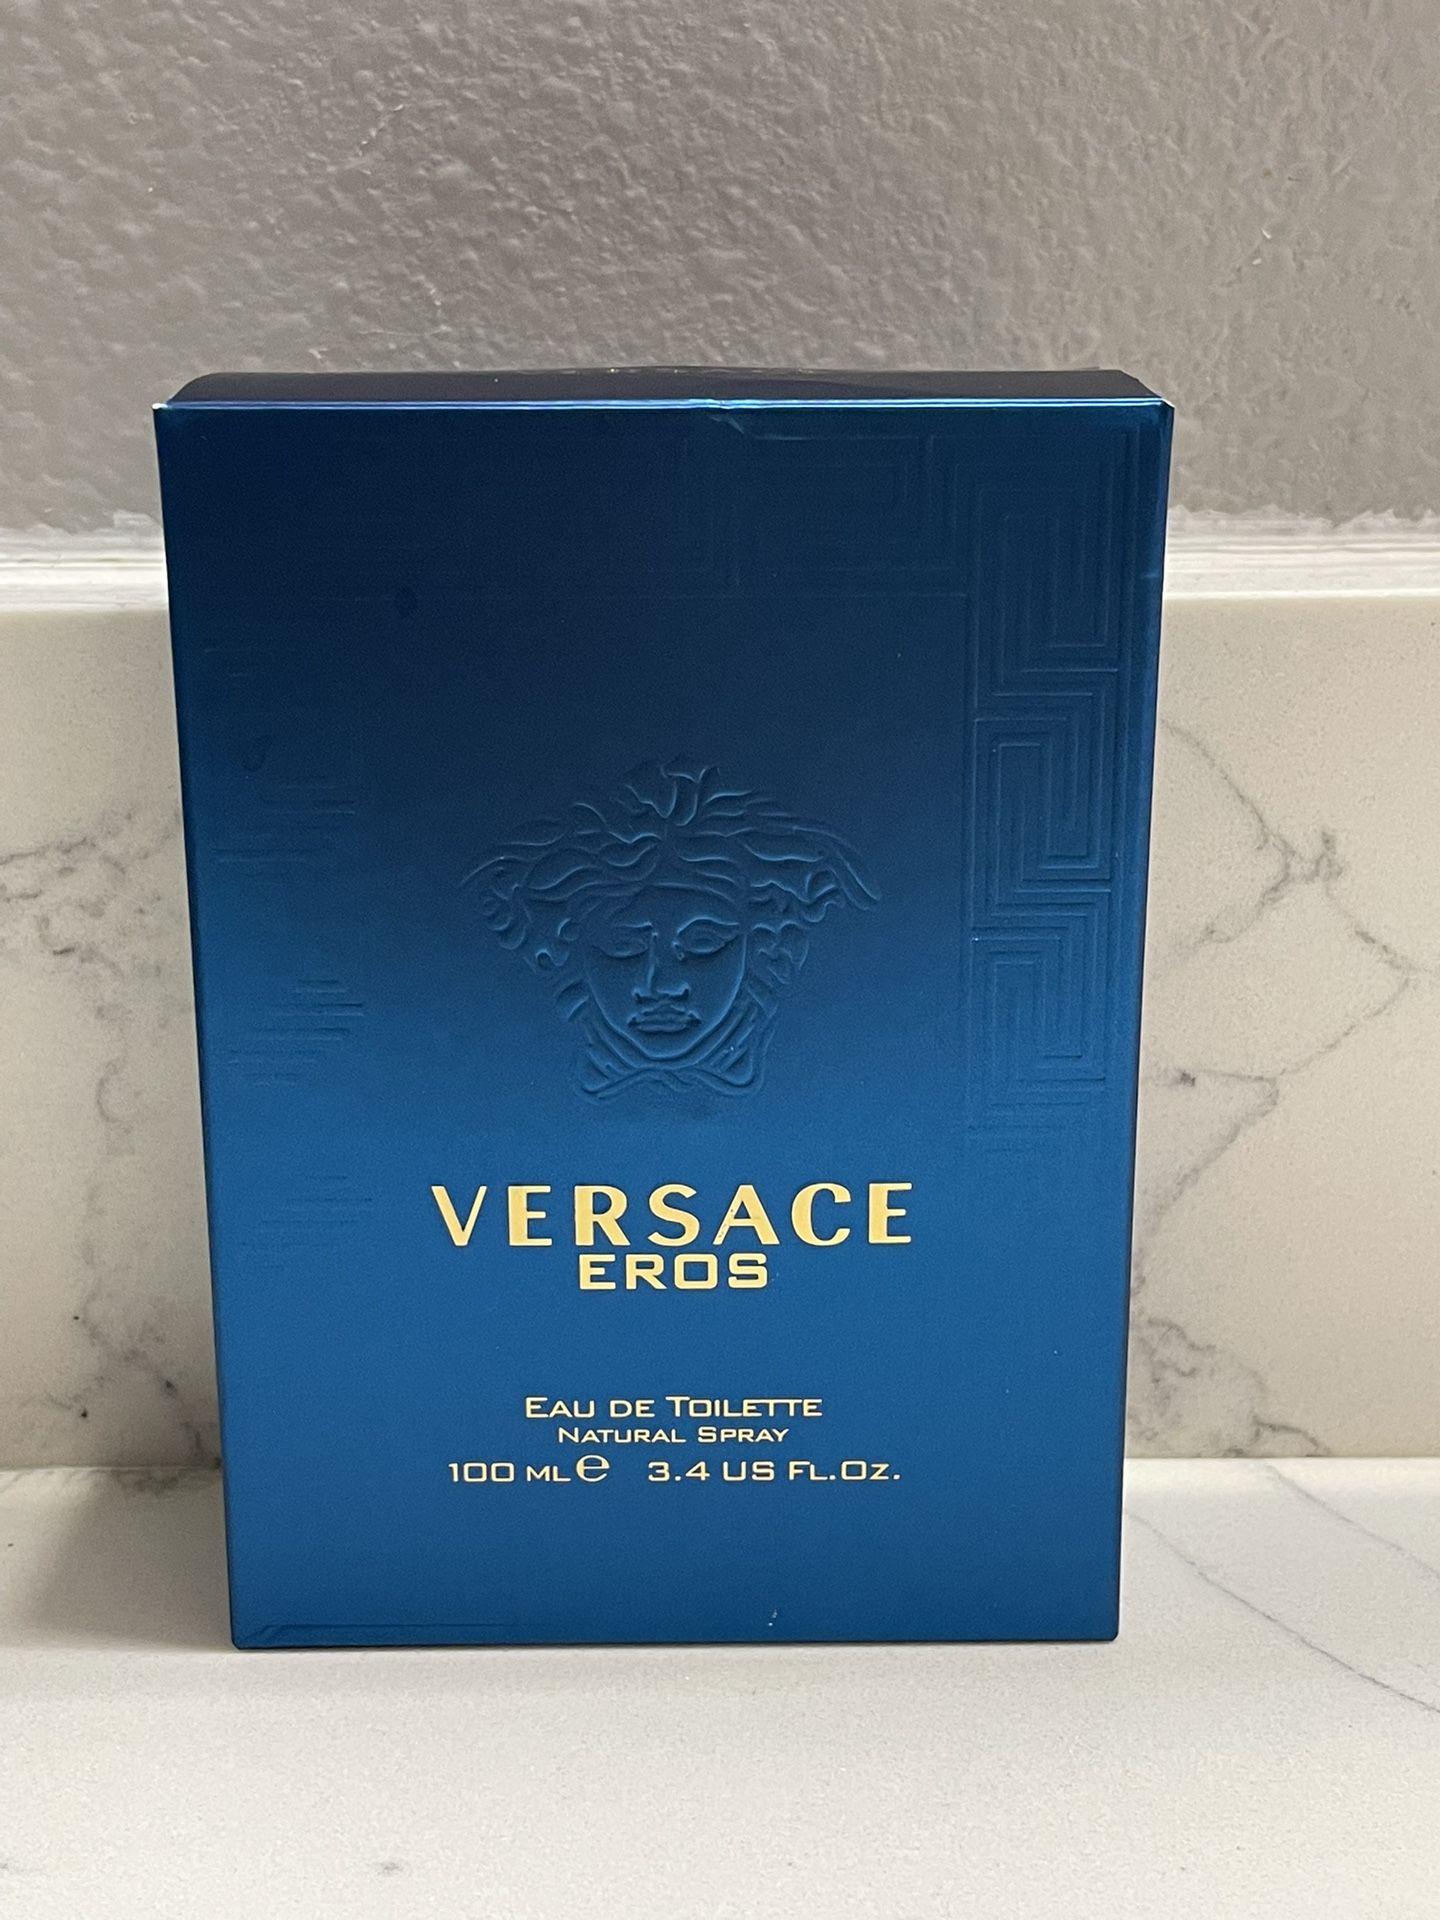 VERSACE
EROS
EAU DE TOILETTE
NATURAL SPRAY
100 ML ℮ 3.4 US FL.OZ.